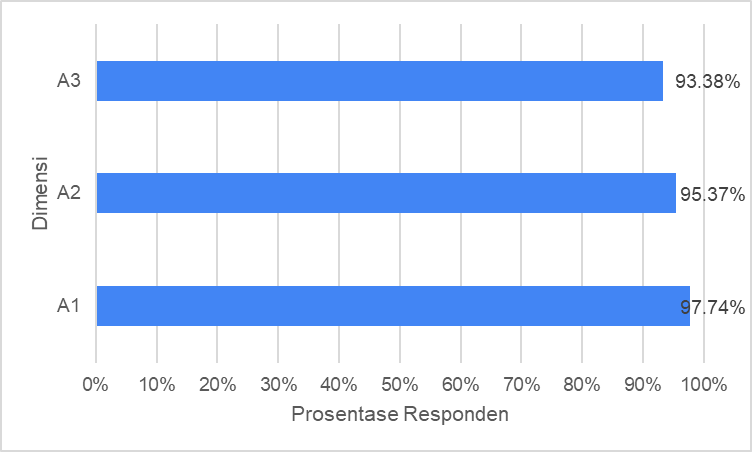 A3
93.38%
Dimensi
A2
95.37%
A1
97.74%
0% 10% 20% 30% 40% 50% 60% 70% 80% 90% 100%
Prosentase Responden